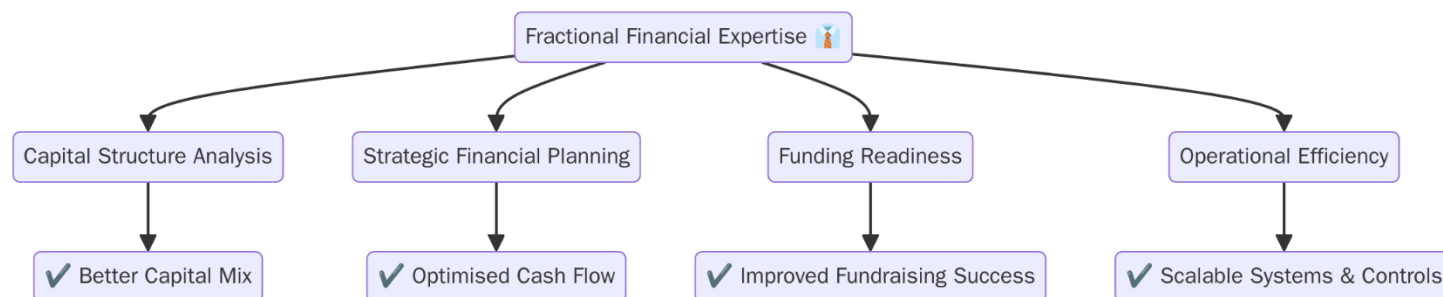 Fractional Financial Expertise 👔
Capital Structure Analysis
Strategic Financial Planning
Funding Readiness
Operational Efficiency
✔ Better Capital Mix
✔ Optimised Cash Flow
✔ Improved Fundraising Success
✔ Scalable Systems & Controls